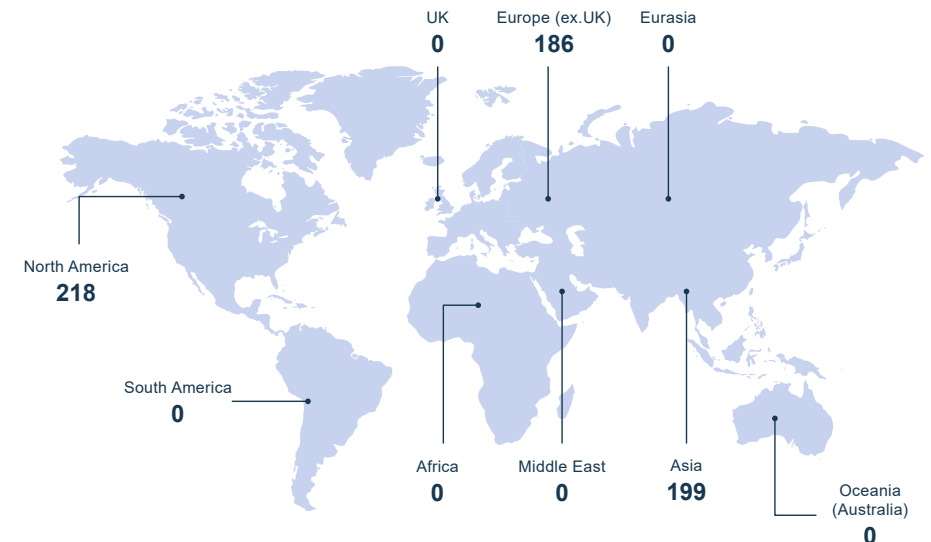 UK
0
Europe (ex.UK)
186
Eurasia
0
North America
218
South America
0
Africa
0
Middle East
0
Asia
199
Oceania
(Australia)
0